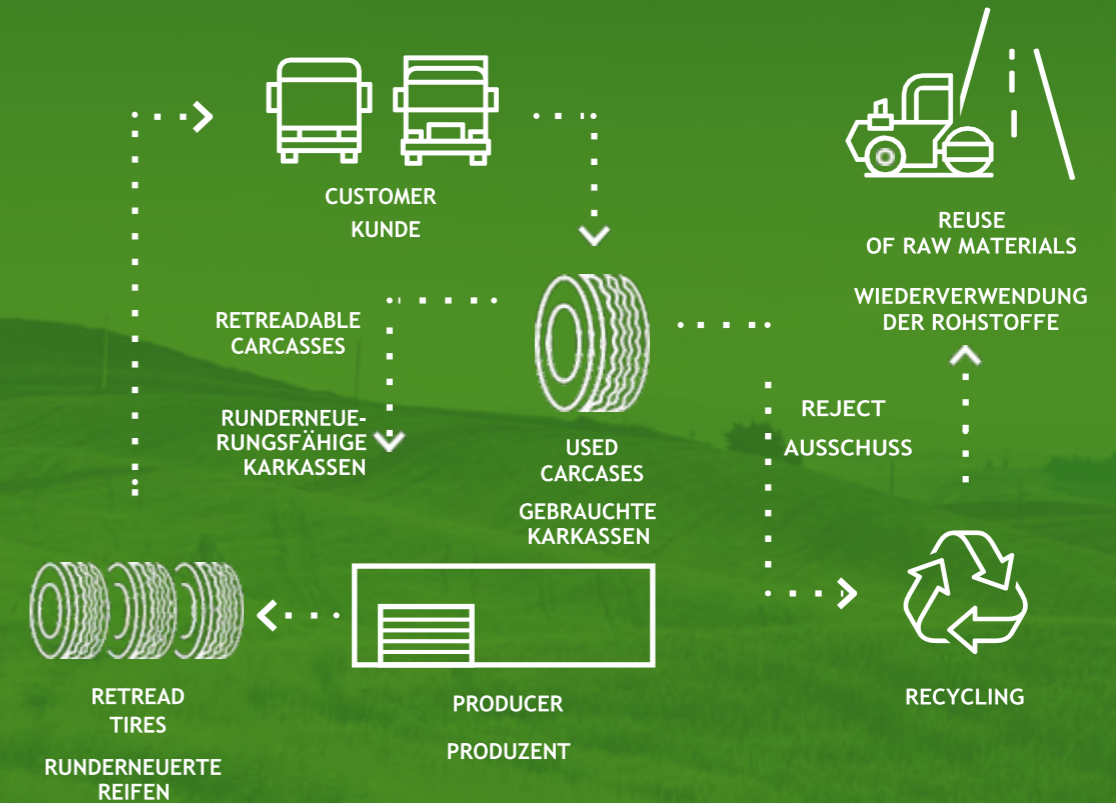 CUSTOMER
KUNDE
REUSE
OF RAW MATERIALS
WIEDERVERWENDUNG
DER ROHSTOFFE
RETREADABLE
CARCASSES
RUNDERNEUE-
RUNGSFÄHIGE
KARKASSEN
USED
CARCASES
GEBRAUCHTE
KARKASSEN
REJECT
AUSSCHUSS
RETREAD
TIRES
RUNDERNEUERTE
REIFEN
PRODUCER
PRODUZENT
RECYCLING